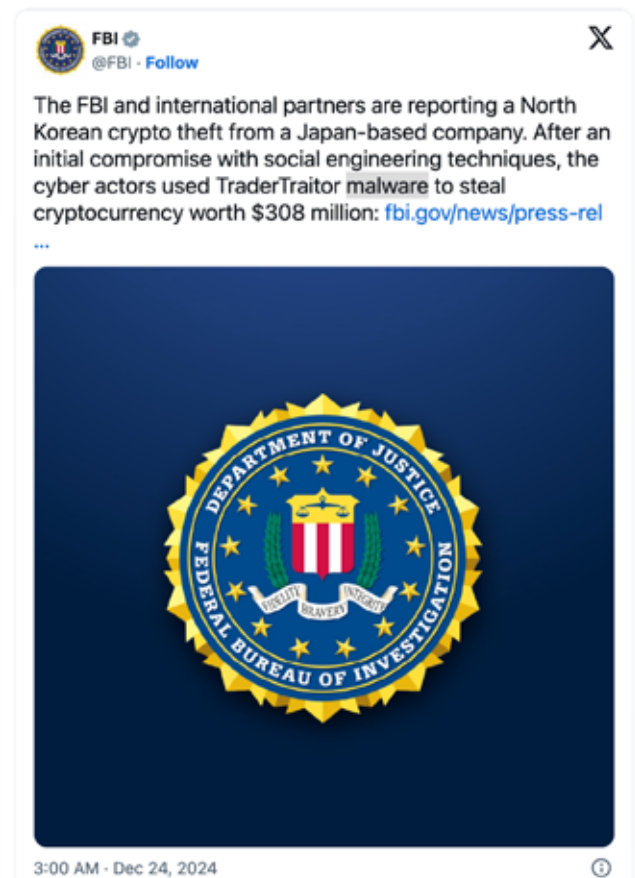 FBI
@FBI · Follow
The FBI and international partners are reporting a North
Korean crypto theft from a Japan-based company. After an
initial compromise with social engineering techniques, the
cyber actors used TraderTraitor malware to steal
cryptocurrency worth $308 million: fbi.gov/news/press-rel
...
DEPARTMENT OF JUSTICE
FIDELITY BRAVERY INTEGRITY
FEDERAL BUREAU OF INVESTIGATION
3:00 AM · Dec 24, 2024